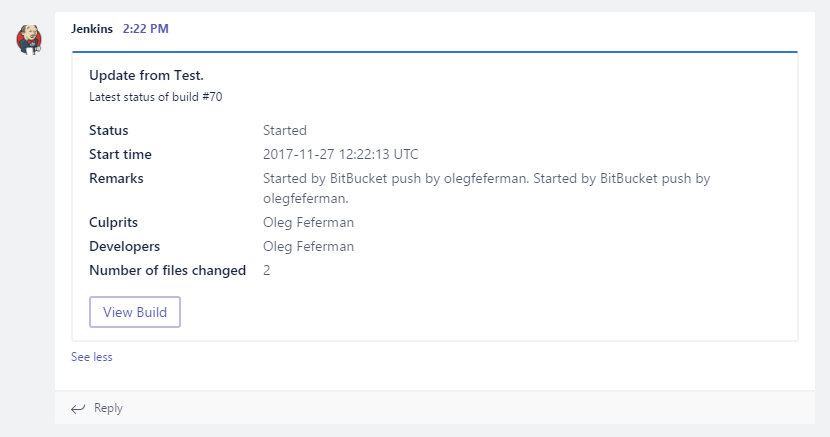 Jenkins 2:22 PM
Update from Test.
Latest status of build #70
Status Started
Start time 2017-11-27 12:22:13 UTC
Remarks Started by BitBucket push by olegfeferman. Started by BitBucket push by
olegfeferman.
Culprits Oleg Feferman
Developers Oleg Feferman
Number of files changed 2
View Build
See less
Reply